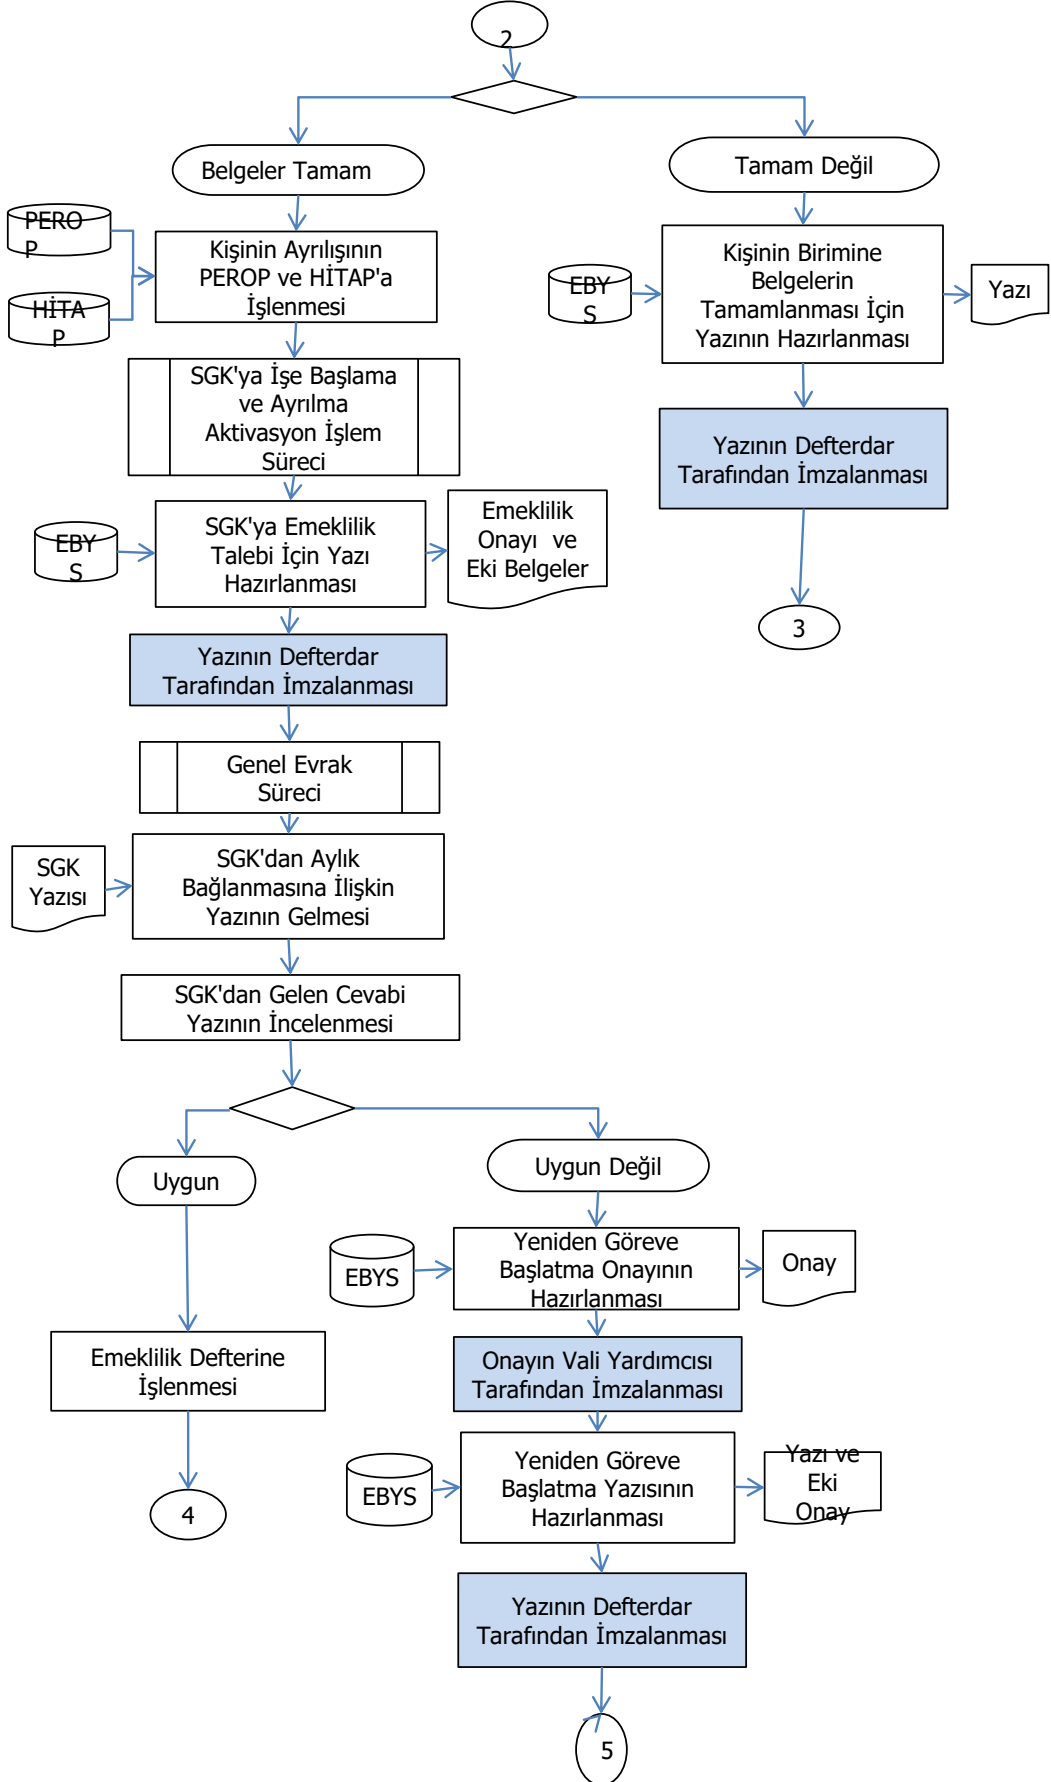 2
Belgeler Tamam
Tamam Değil
PERO
P
HİTA
P
Kişinin Ayrılışının
PEROP ve HİTAP'a
İşlenmesi
EBY
S
Kişinin Birimine
Belgelerin
Tamamlanması İçin
Yazının Hazırlanması
Yazı
SGK'ya İşe Başlama
ve Ayrılma
Aktivasyon İşlem
Süreci
Yazının Defterdar
Tarafından İmzalanması
EBY
S
SGK'ya Emeklilik
Talebi İçin Yazı
Hazırlanması
Emeklilik
Onayı ve
Eki Belgeler
3
Yazının Defterdar
Tarafından İmzalanması
Genel Evrak
Süreci
SGK
Yazısı
SGK'dan Aylık
Bağlanmasına İlişkin
Yazının Gelmesi
SGK'dan Gelen Cevabi
Yazının İncelenmesi
Uygun
Uygun Değil
EBYS
Yeniden Göreve
Başlatma Onayının
Hazırlanması
Onay
Emeklilik Defterine
İşlenmesi
Onayın Vali Yardımcısı
Tarafından İmzalanması
4
EBYS
Yeniden Göreve
Başlatma Yazısının
Hazırlanması
Yazı ve
Eki
Onay
Yazının Defterdar
Tarafından İmzalanması
5